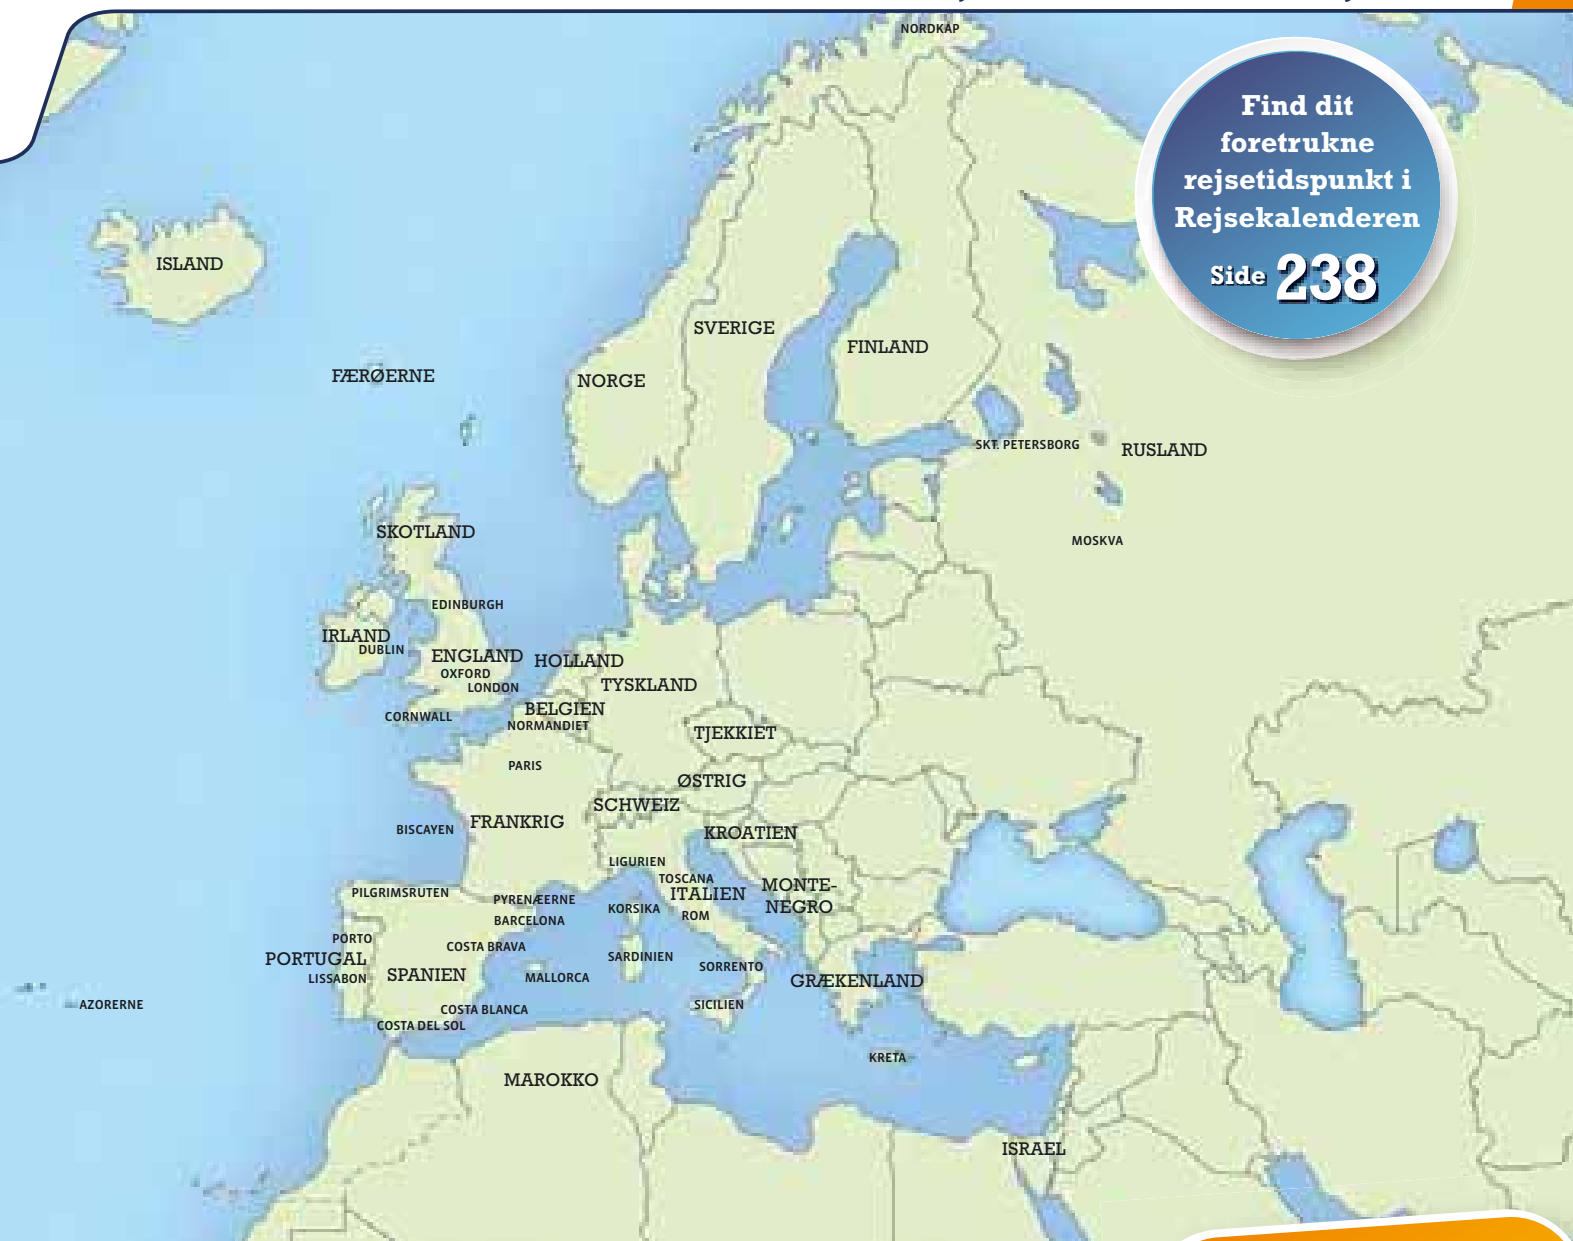 NORDKAP
Find dit
foretrukne
rejsetidspunkt i
Rejsekalenderen
Side 238
ISLAND
SVERIGE
FINLAND
FÆRØERNE
NORGE
SKT. PETERSBORG
RUSLAND
SKOTLAND
MOSKVA
EDINBURGH
IRLAND
DUBLIN
ENGLAND
HOLLAND
OXFORD
LONDON
TYSKLAND
BELGIEN
CORNWALL
NORMANDIET
TJEKKIET
PARIS
ØSTRIG
SCHWEIZ
FRANKRIG
BISCAYEN
KROATIEN
LIGURIEN
TOSCANA
ITALIEN
MONTE-
NEGRO
PILGRIMSRUTEN
PYRENÆERNE
KORSIKA
ROM
BARCELONA
PORTO
COSTA BRAVA
PORTUGAL
SARDINIEN
SORRENTO
LISSABON
SPANIEN
MALLORCA
GRÆKENLAND
AZORERNE
COSTA BLANCA
SICILIEN
COSTA DEL SOL
KRETA
MAROKKO
ISRAEL